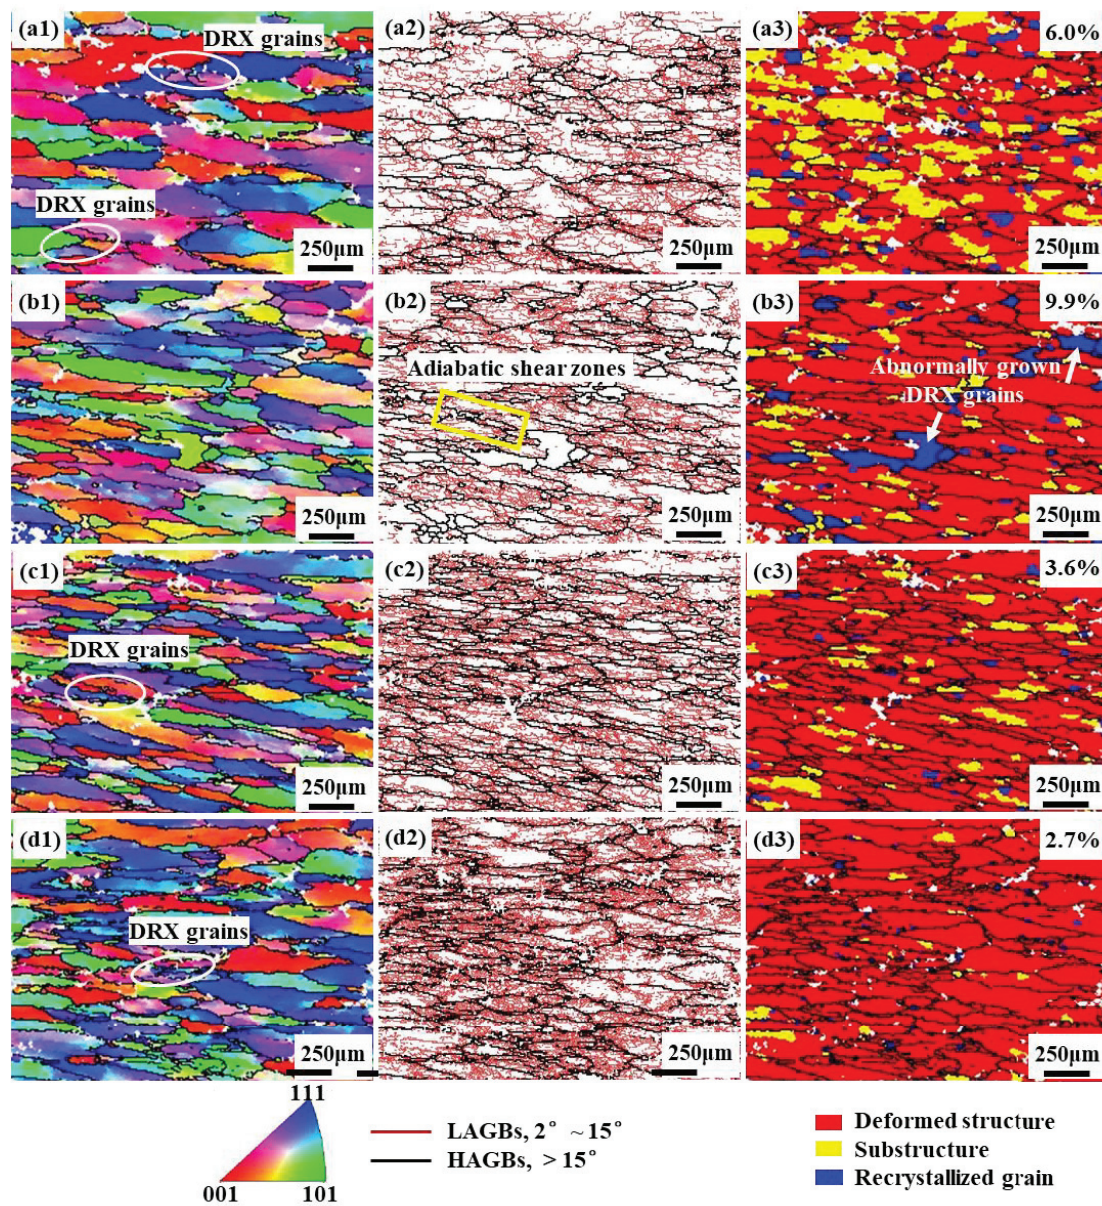 (a1)
DRX grains
DRX grains
250μm
(a2)
250μm
(a3)
6.0%
250μm
(b1)
250μm
(b2)
Adiabatic shear zones
250μm
(b3)
9.9%
Abnormally grown
DRX grains
250μm
(c1)
DRX grains
250μm
(c2)
250μm
(c3)
3.6%
250μm
(d1)
DRX grains
250μm
(d2)
250μm
(d3)
2.7%
250μm
111
001
101
LAGBs, 2° ~ 15°
HAGBs, > 15°
Deformed structure
Substructure
Recrystallized grain